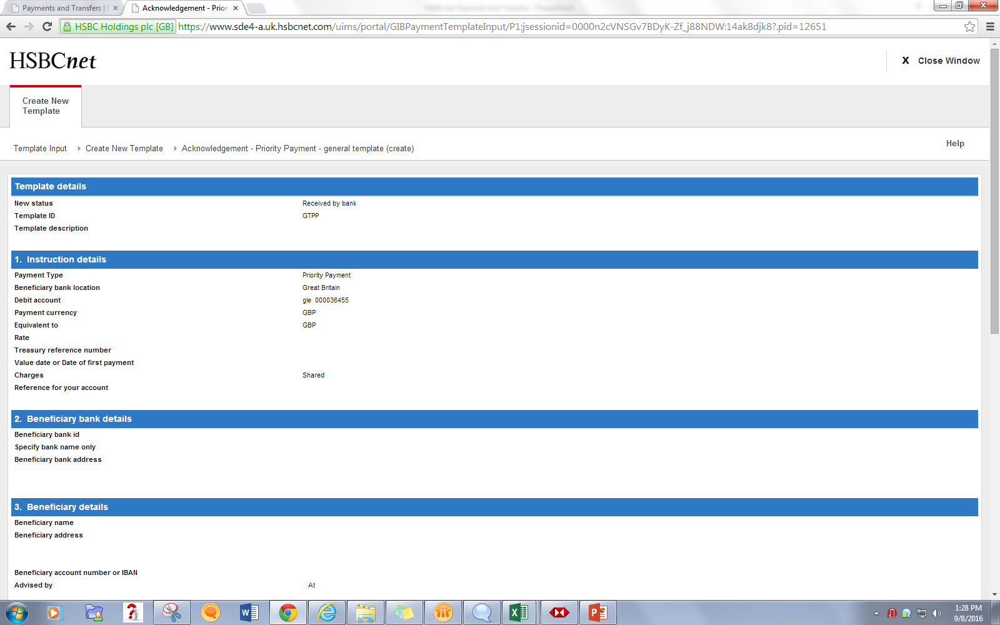 Payments and Transfers |
Acknowledgement - Prior
HSBC Holdings plc [GB]
https://www.sde4-a.uk.hsbcnet.com/uims/portal/GIBPaymentTemplateInput/P1;jsessionid=0000n2cVNSGv7BDyK-Zf_j88NDW:14ak8djk8?.pid=12651
HSBCnet
X Close Window
Create New
Template
Template Input › Create New Template › Acknowledgement - Priority Payment - general template (create)
Help
Template details
New status Received by bank
Template ID GTPP
Template description
1. Instruction details
Payment Type Priority Payment
Beneficiary bank location Great Britain
Debit account gle 000036455
Payment currency GBP
Equivalent to GBP
Rate
Treasury reference number
Value date or Date of first payment
Charges Shared
Reference for your account
2. Beneficiary bank details
Beneficiary bank id
Specify bank name only
Beneficiary bank address
3. Beneficiary details
Beneficiary name
Beneficiary address
Beneficiary account number or IBAN
Advised by At
1:28 PM
9/8/2016